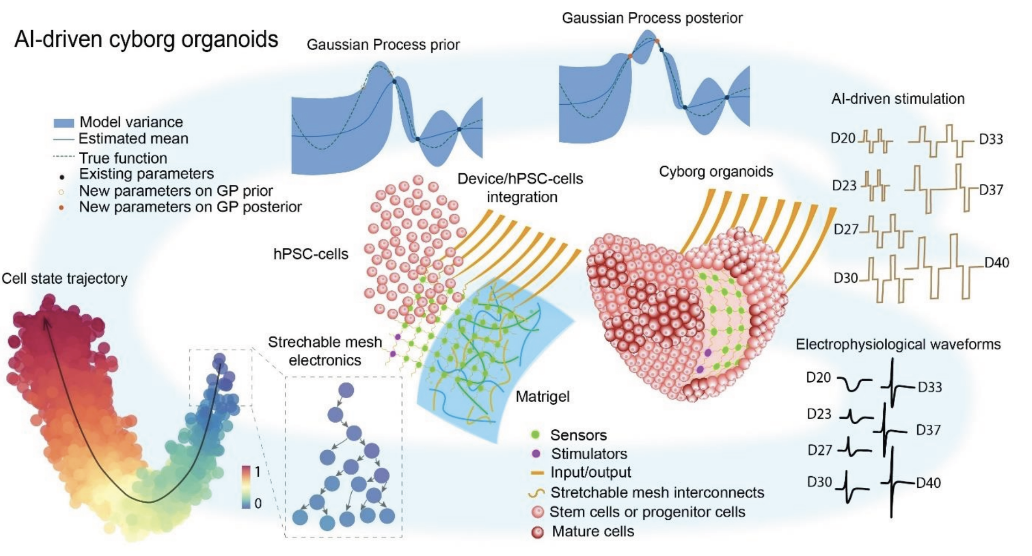 AI-driven cyborg organoids
Gaussian Process prior
Gaussian Process posterior
Model variance
Estimated mean
True function
Existing parameters
New parameters on GP prior
New parameters on GP posterior
AI-driven stimulation
D20
D33
D23
D37
D27
D30
D40
Device/hPSC-cells
integration
Cyborg organoids
hPSC-cells
Cell state trajectory
1
0
Strechable mesh
electronics
Matrigel
Sensors
Stimulators
Input/output
Stretchable mesh interconnects
Stem cells or progenitor cells
Mature cells
Electrophysiological waveforms
D20
D33
D23
D37
D27
D30
D40